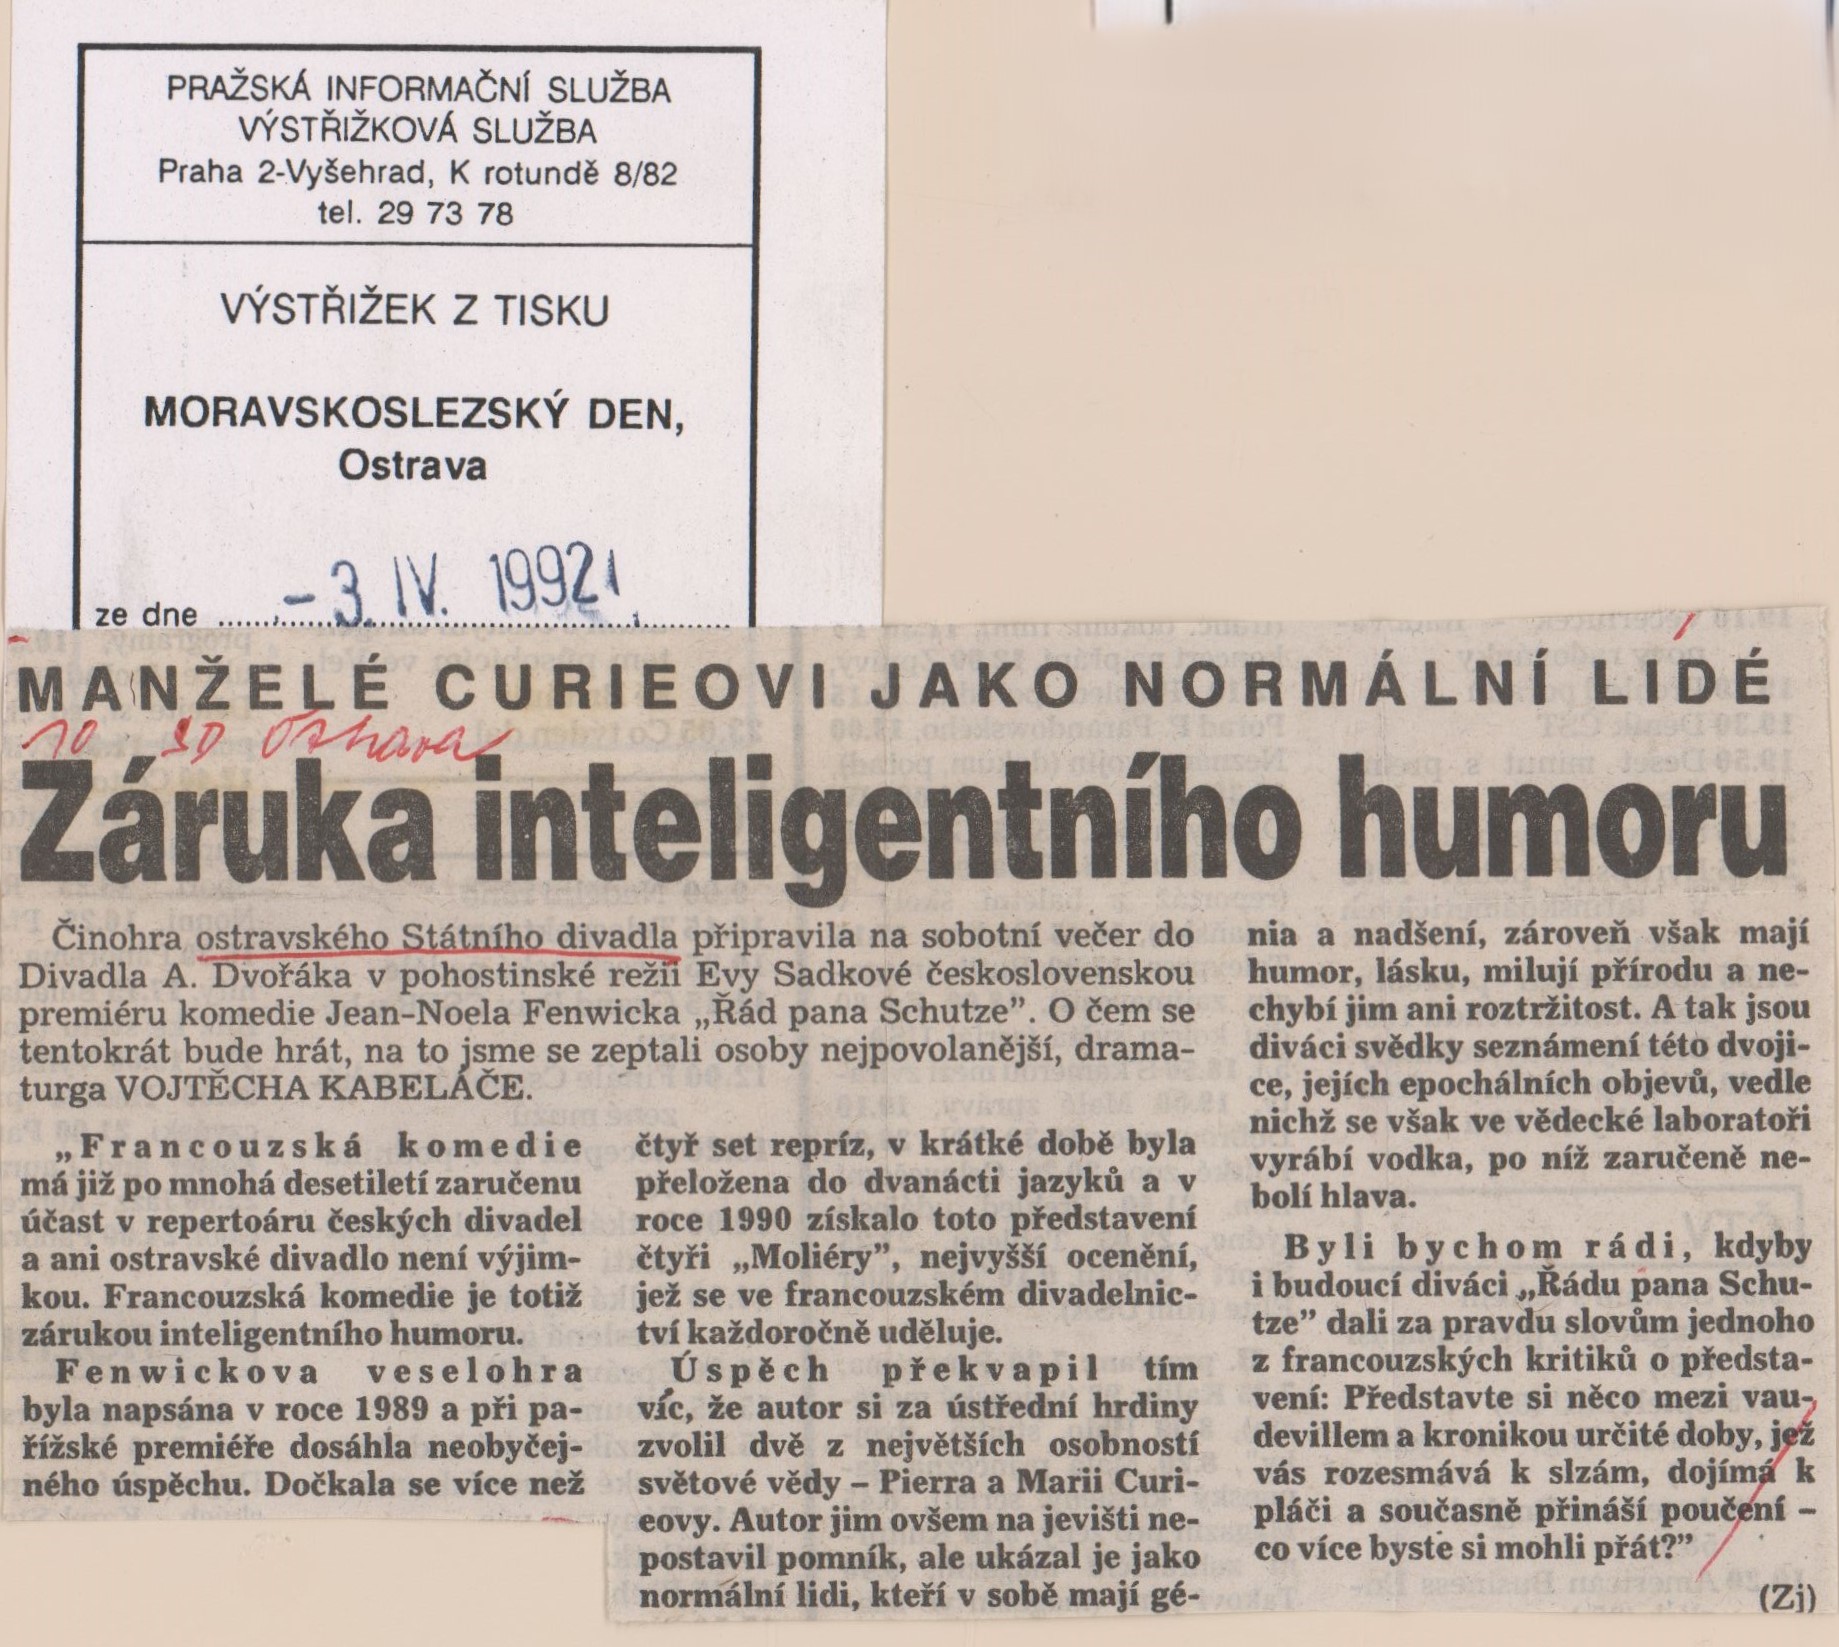 PRAŽSKÁ INFORMAČNÍ SLUŽBA
VÝSTŘIŽKOVÁ SLUŽBA
Praha 2-Vyšehrad, K rotundě 8/82
tel. 29 73 78
VÝSTŘIŽEK Z TISKU
MORAVSKOSLEZSKÝ DEN,
Ostrava
ze dne ...... -3. IV. 1992 ......
MANŽELÉ CURIEOVI JAKO NORMÁLNÍ LIDÉ
10 SD Ostrava
Záruka inteligentního humoru
Činohra ostravského Státního divadla připravila na sobotní večer do
Divadla A. Dvořáka v pohostinské režii Evy Sadkové československou
premiéru komedie Jean-Noela Fenwicka „Řád pana Schutze”. O čem se
tentokrát bude hrát, na to jsme se zeptali osoby nejpovolanější, drama-
turga VOJTĚCHA KABELÁČE.
„Francouzská komedie
má již po mnohá desetiletí zaručenu
účast v repertoáru českých divadel
a ani ostravské divadlo není výjim-
kou. Francouzská komedie je totiž
zárukou inteligentního humoru.
Fenwickova veselohra
byla napsána v roce 1989 a při pa-
řížské premiéře dosáhla neobyčej-
ného úspěchu. Dočkala se více než
čtyř set repríz, v krátké době byla
přeložena do dvanácti jazyků a v
roce 1990 získalo toto představení
čtyři „Moliéry”, nejvyšší ocenění,
jež se ve francouzském divadelnic-
tví každoročně uděluje.
Úspěch překvapil tím
víc, že autor si za ústřední hrdiny
zvolil dvě z největších osobností
světové vědy – Pierra a Marii Curi-
eovy. Autor jim ovšem na jevišti ne-
postavil pomník, ale ukázal je jako
normální lidi, kteří v sobě mají gé-
nia a nadšení, zároveň však mají
humor, lásku, milují přírodu a ne-
chybí jim ani roztržitost. A tak jsou
diváci svědky seznámení této dvoji-
ce, jejích epochálních objevů, vedle
nichž se však ve vědecké laboratoři
vyrábí vodka, po níž zaručeně ne-
bolí hlava.
Byli bychom rádi, kdyby
i budoucí diváci „Řádu pana Schu-
tze” dali za pravdu slovům jednoho
z francouzských kritiků o předsta-
vení: Představte si něco mezi vau-
devillem a kronikou určité doby, jež
vás rozesmává k slzám, dojímá k
pláči a současně přináší poučení –
co více byste si mohli přát?”
(Zj)